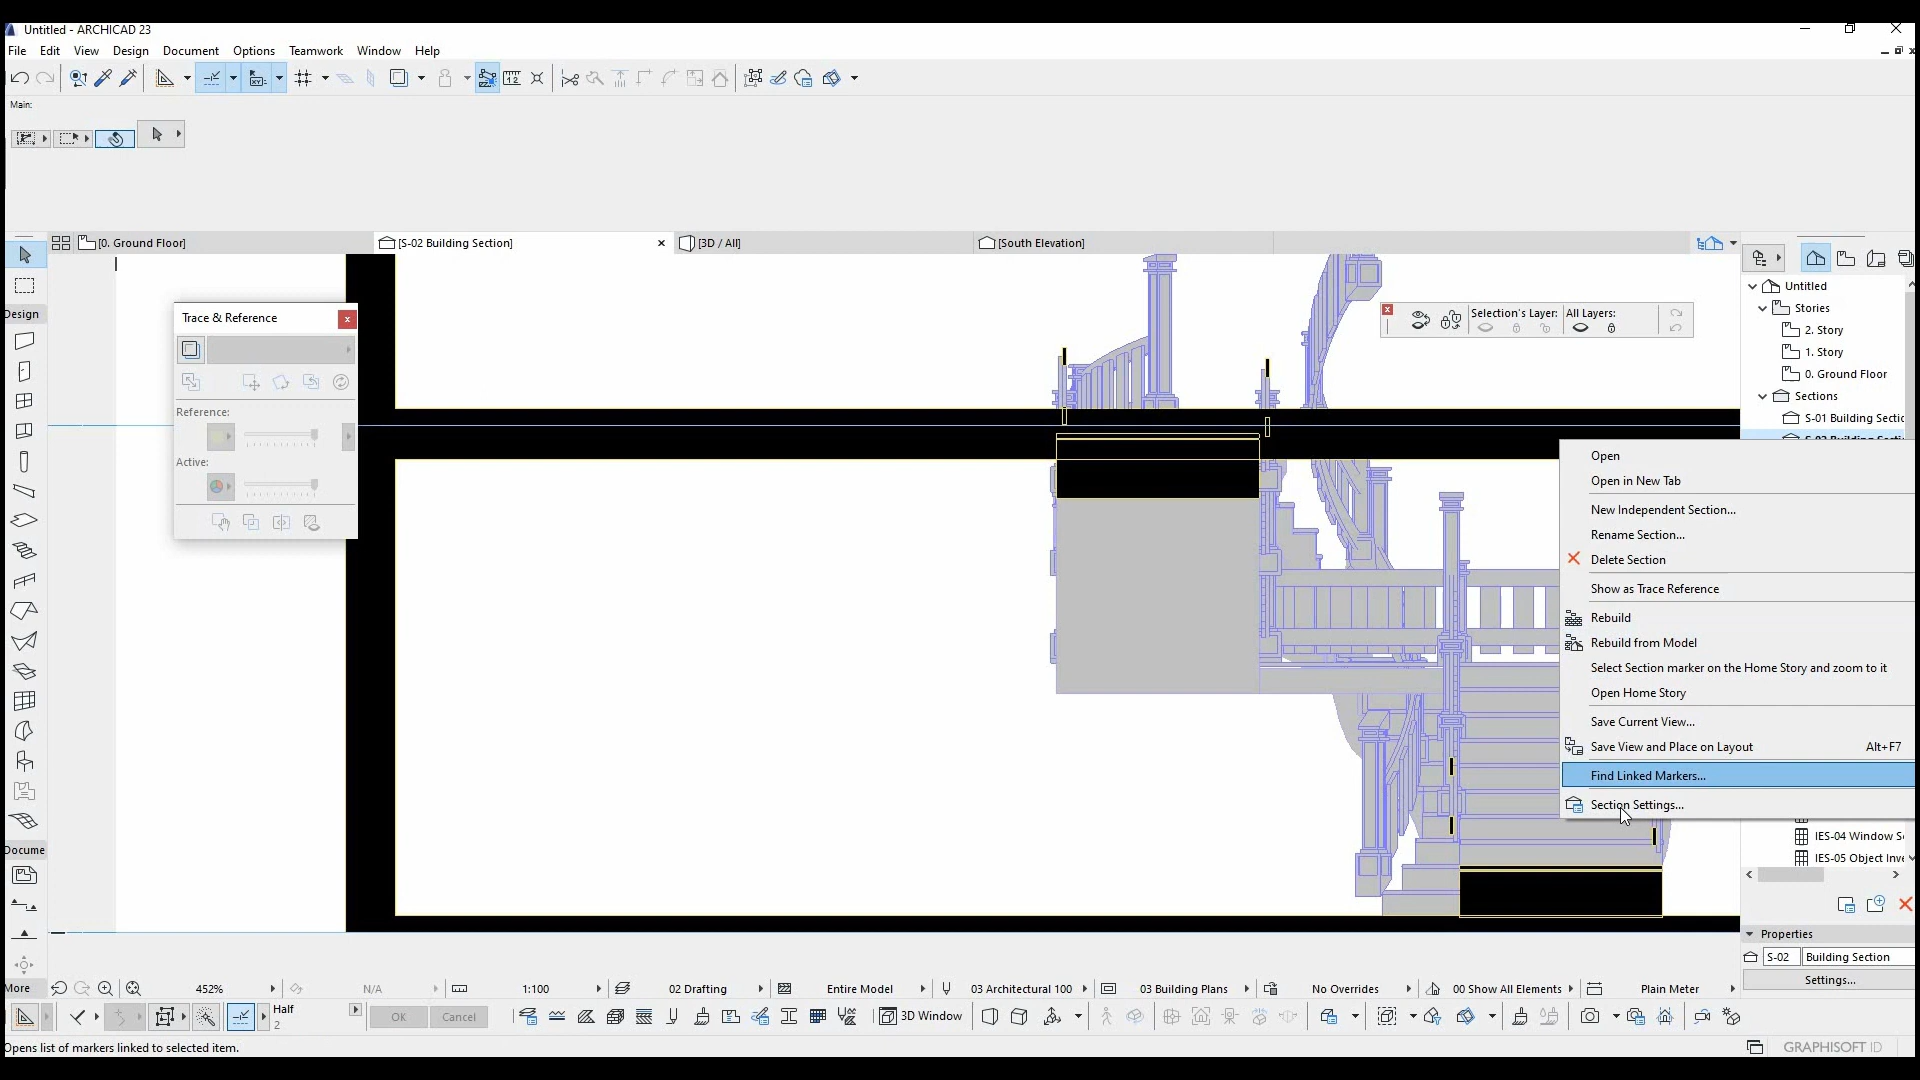 Untitled - ARCHICAD 23
File Edit View Design Document Options Teamwork Window Help
Main:
[0. Ground Floor]
[S-02 Building Section]
[3D / All]
[South Elevation]
Design
Trace & Reference
Reference:
Active:
Selection's Layer: All Layers:
Untitled
Stories
2. Story
1. Story
0. Ground Floor
Sections
S-01 Building Sectic
Open
Open in New Tab
New Independent Section...
Rename Section...
Delete Section
Show as Trace Reference
Rebuild
Rebuild from Model
Select Section marker on the Home Story and zoom to it
Open Home Story
Save Current View...
Save View and Place on Layout Alt+F7
Find Linked Markers...
Section Settings...
IES-04 Window S
IES-05 Object Inve
Docume
More
Properties
S-02 Building Section
Settings...
452% N/A 1:100 02 Drafting Entire Model 03 Architectural 100 03 Building Plans No Overrides 00 Show All Elements Plain Meter
Half
2
OK Cancel
3D Window
Opens list of markers linked to selected item.
GRAPHISOFT ID